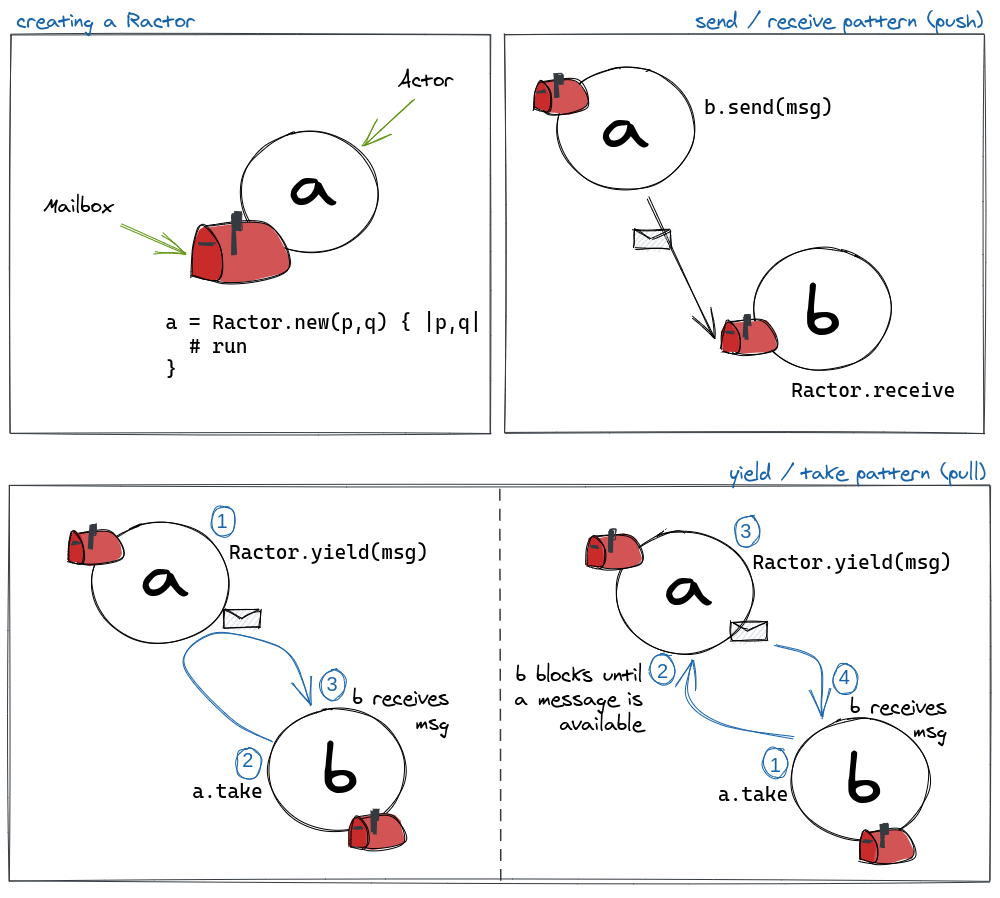 creating a Ractor
Actor
a
Mailbox
a = Ractor.new(p,q) { |p,q|
  # run
}
send / receive pattern (push)
a
b.send(msg)
b
Ractor.receive
yield / take pattern (pull)
1
Ractor.yield(msg)
a
3
b receives
msg
2
a.take
b
3
Ractor.yield(msg)
a
b blocks until
a message is
available
2
4
b receives
msg
1
a.take
b